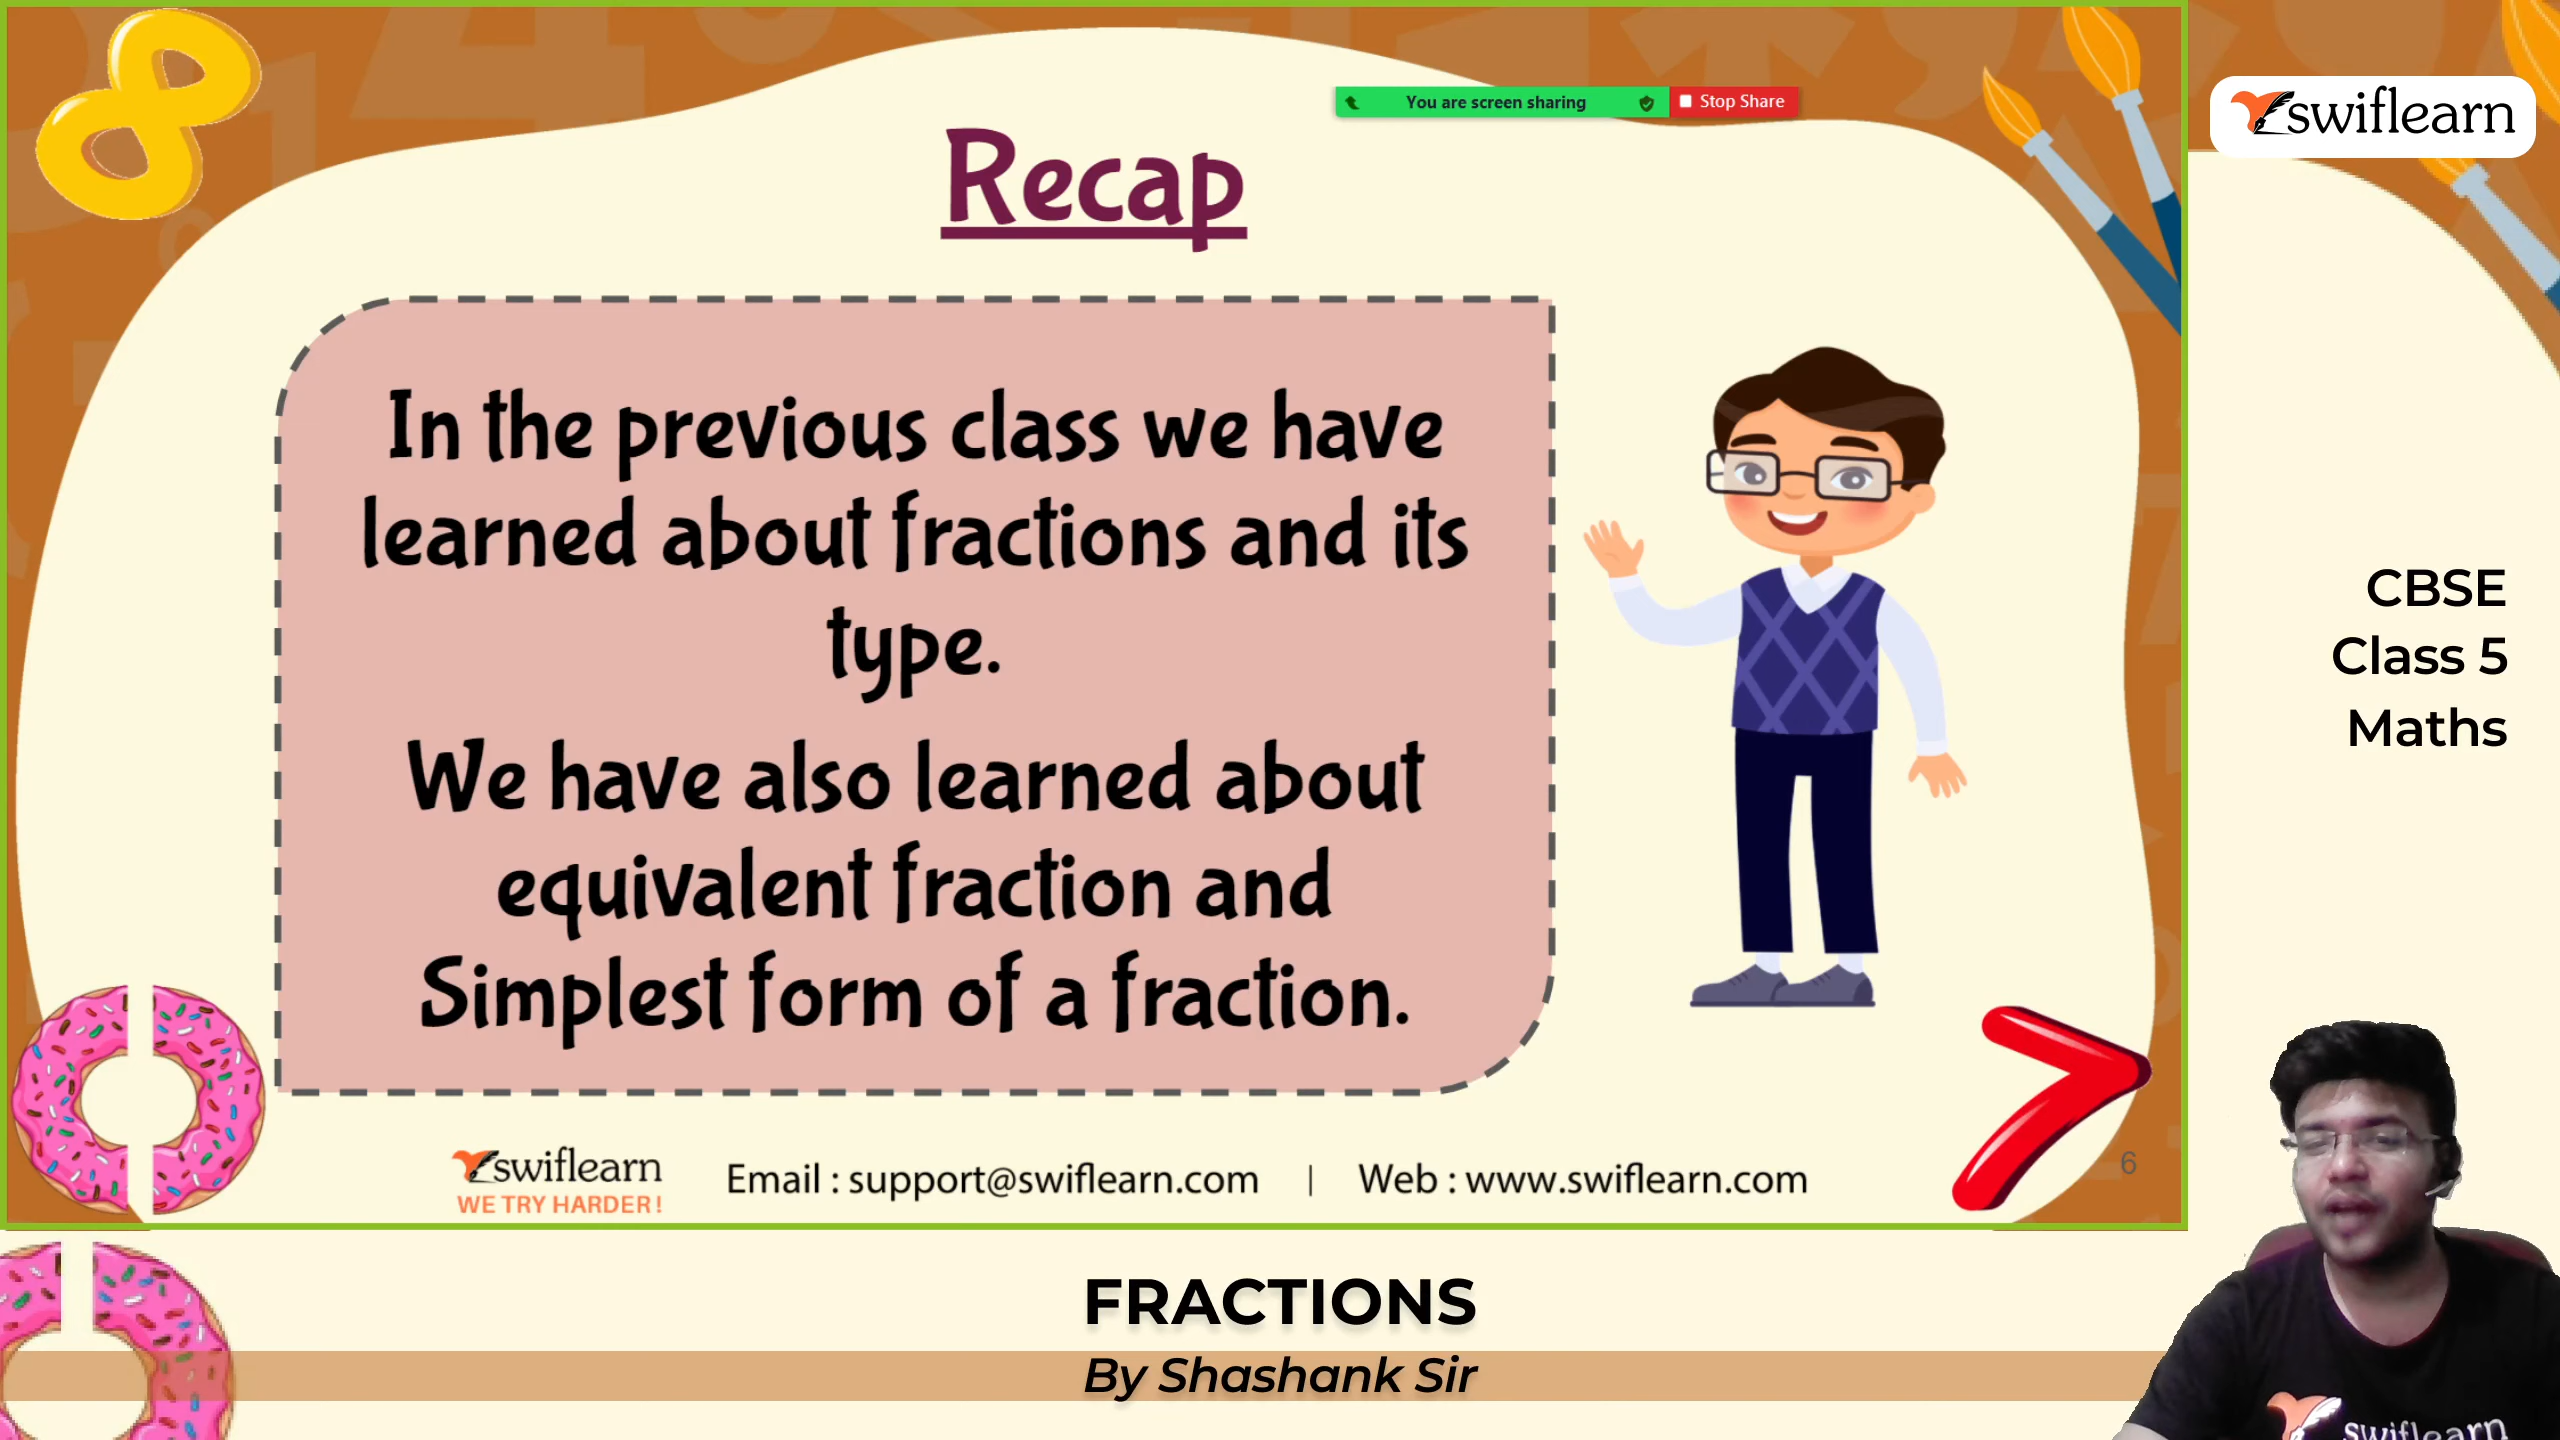 You are screen sharing
Stop Share
swiflearn
Recap
In the previous class we have
learned about fractions and its
type.
We have also learned about
equivalent fraction and
Simplest form of a fraction.
CBSE
Class 5
Maths
swiflearn
WE TRY HARDER!
Email : support@swiflearn.com | Web : www.swiflearn.com
6
FRACTIONS
By Shashank Sir
swiflearn